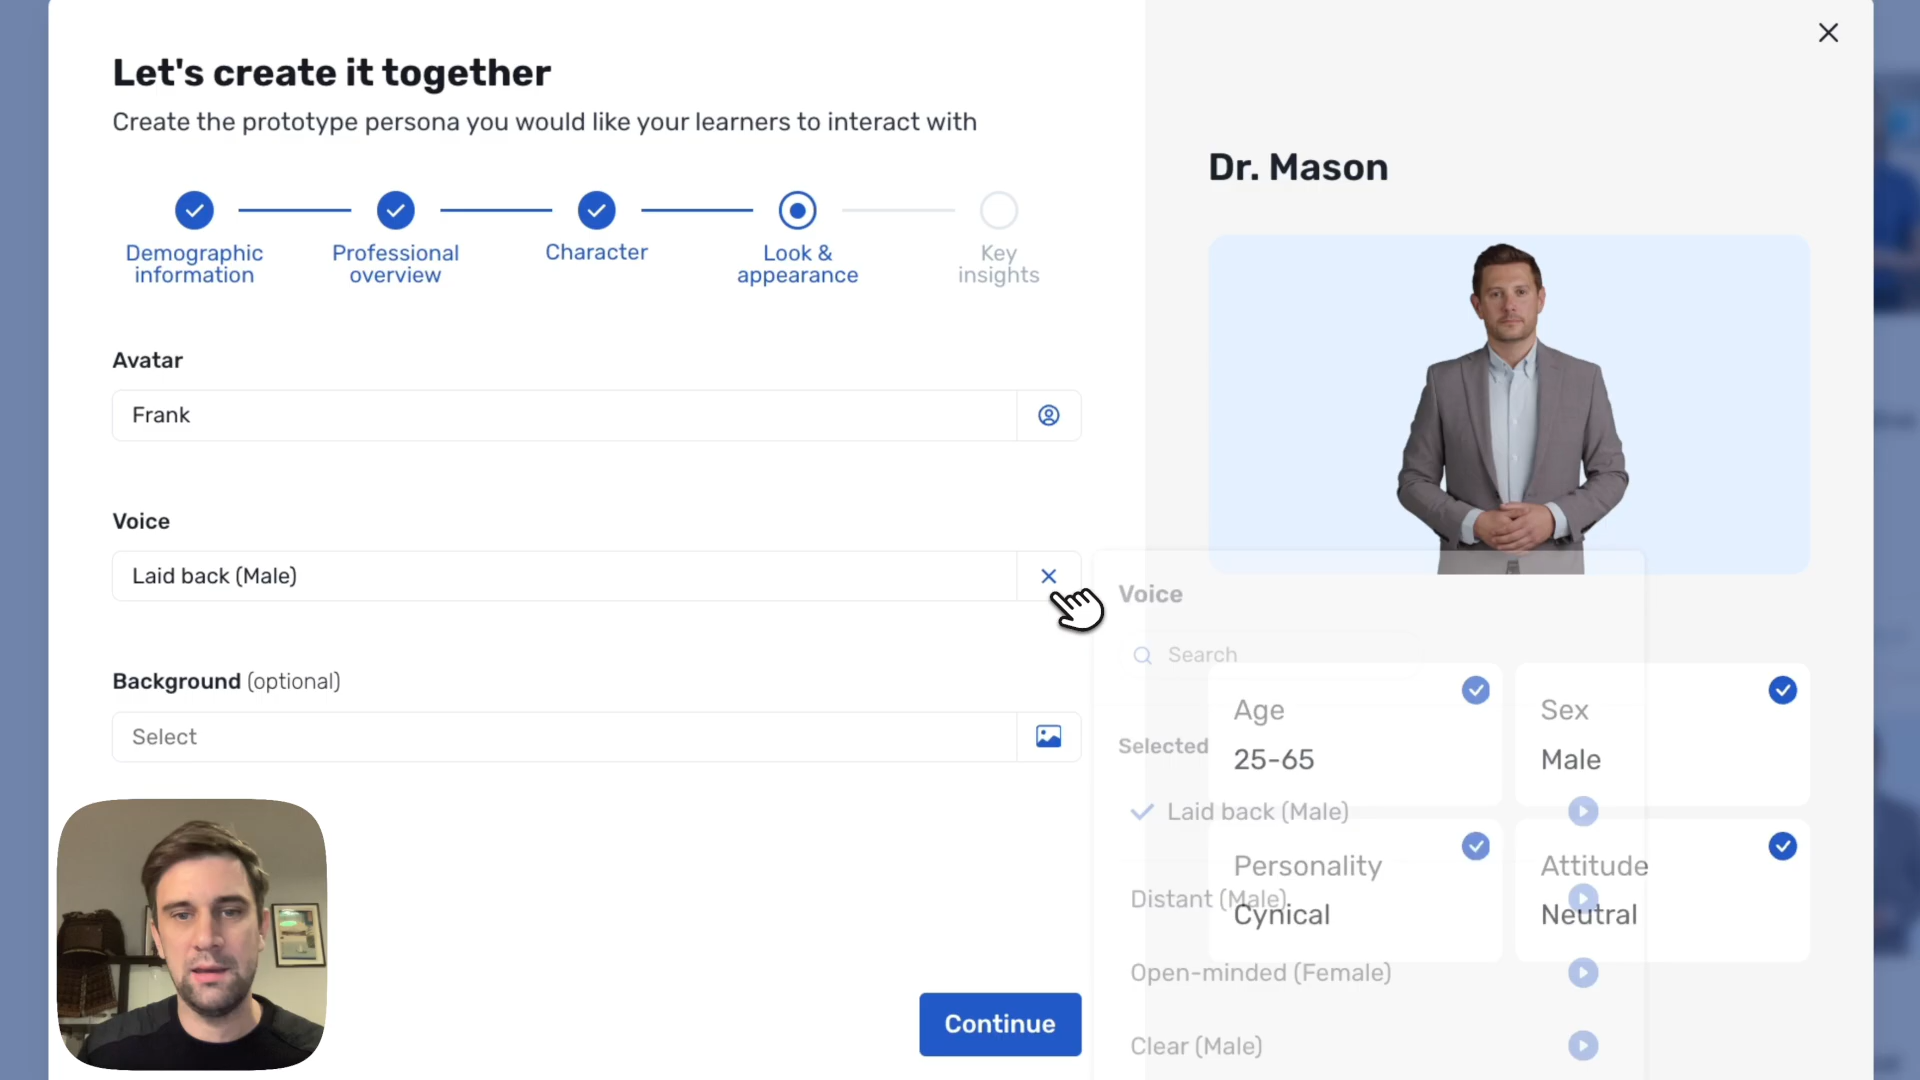 Let's create it together
Create the prototype persona you would like your learners to interact with
Demographic
information
Professional
overview
Character
Look &
appearance
Key
insights
Avatar
Frank
Voice
Laid back (Male)
Background (optional)
Select
Continue
Dr. Mason
Voice
Search
Age
25-65
Sex
Male
Selected
Laid back (Male)
Personality
Cynical
Attitude
Neutral
Distant (Male)
Open-minded (Female)
Clear (Male)